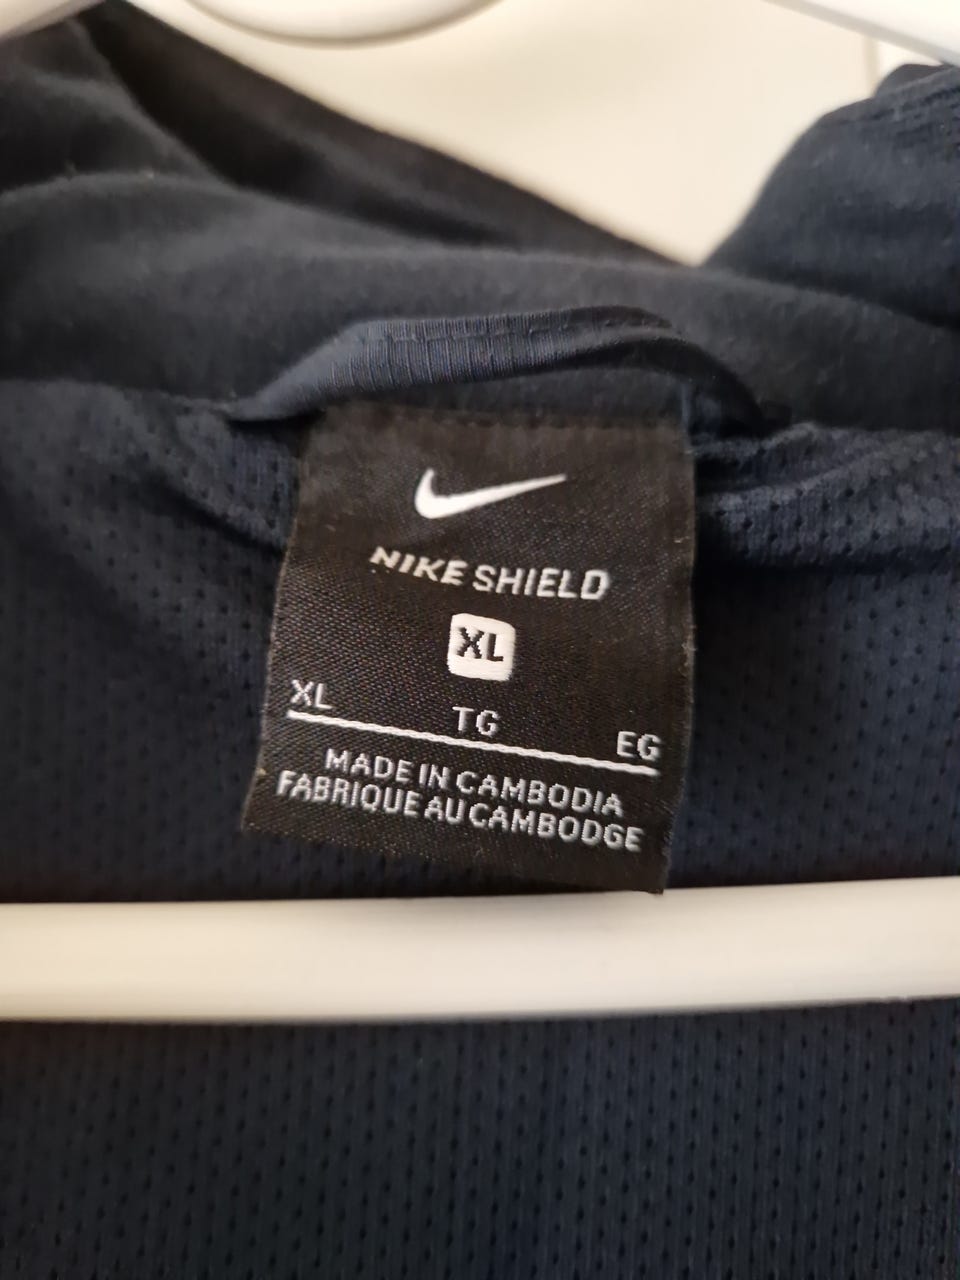 NIKE SHIELD
XL
XL TG EG
MADE IN CAMBODIA
FABRIQUE AU CAMBODGE